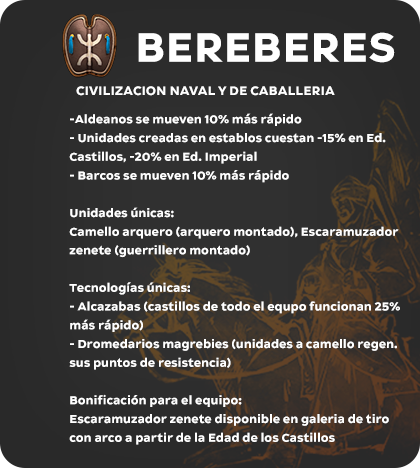 BEREBERES
CIVILIZACION NAVAL Y DE CABALLERIA
-Aldeanos se mueven 10% más rápido
- Unidades creadas en establos cuestan -15% en Ed.
Castillos, -20% en Ed. Imperial
- Barcos se mueven 10% más rápido
Unidades únicas:
Camello arquero (arquero montado), Escaramuzador
zenete (guerrillero montado)
Tecnologías únicas:
- Alcazabas (castillos de todo el equpo funcionan 25%
más rápido)
- Dromedarios magrebies (unidades a camello regen.
sus puntos de resistencia)
Bonificación para el equipo:
Escaramuzador zenete disponible en galeria de tiro
con arco a partir de la Edad de los Castillos